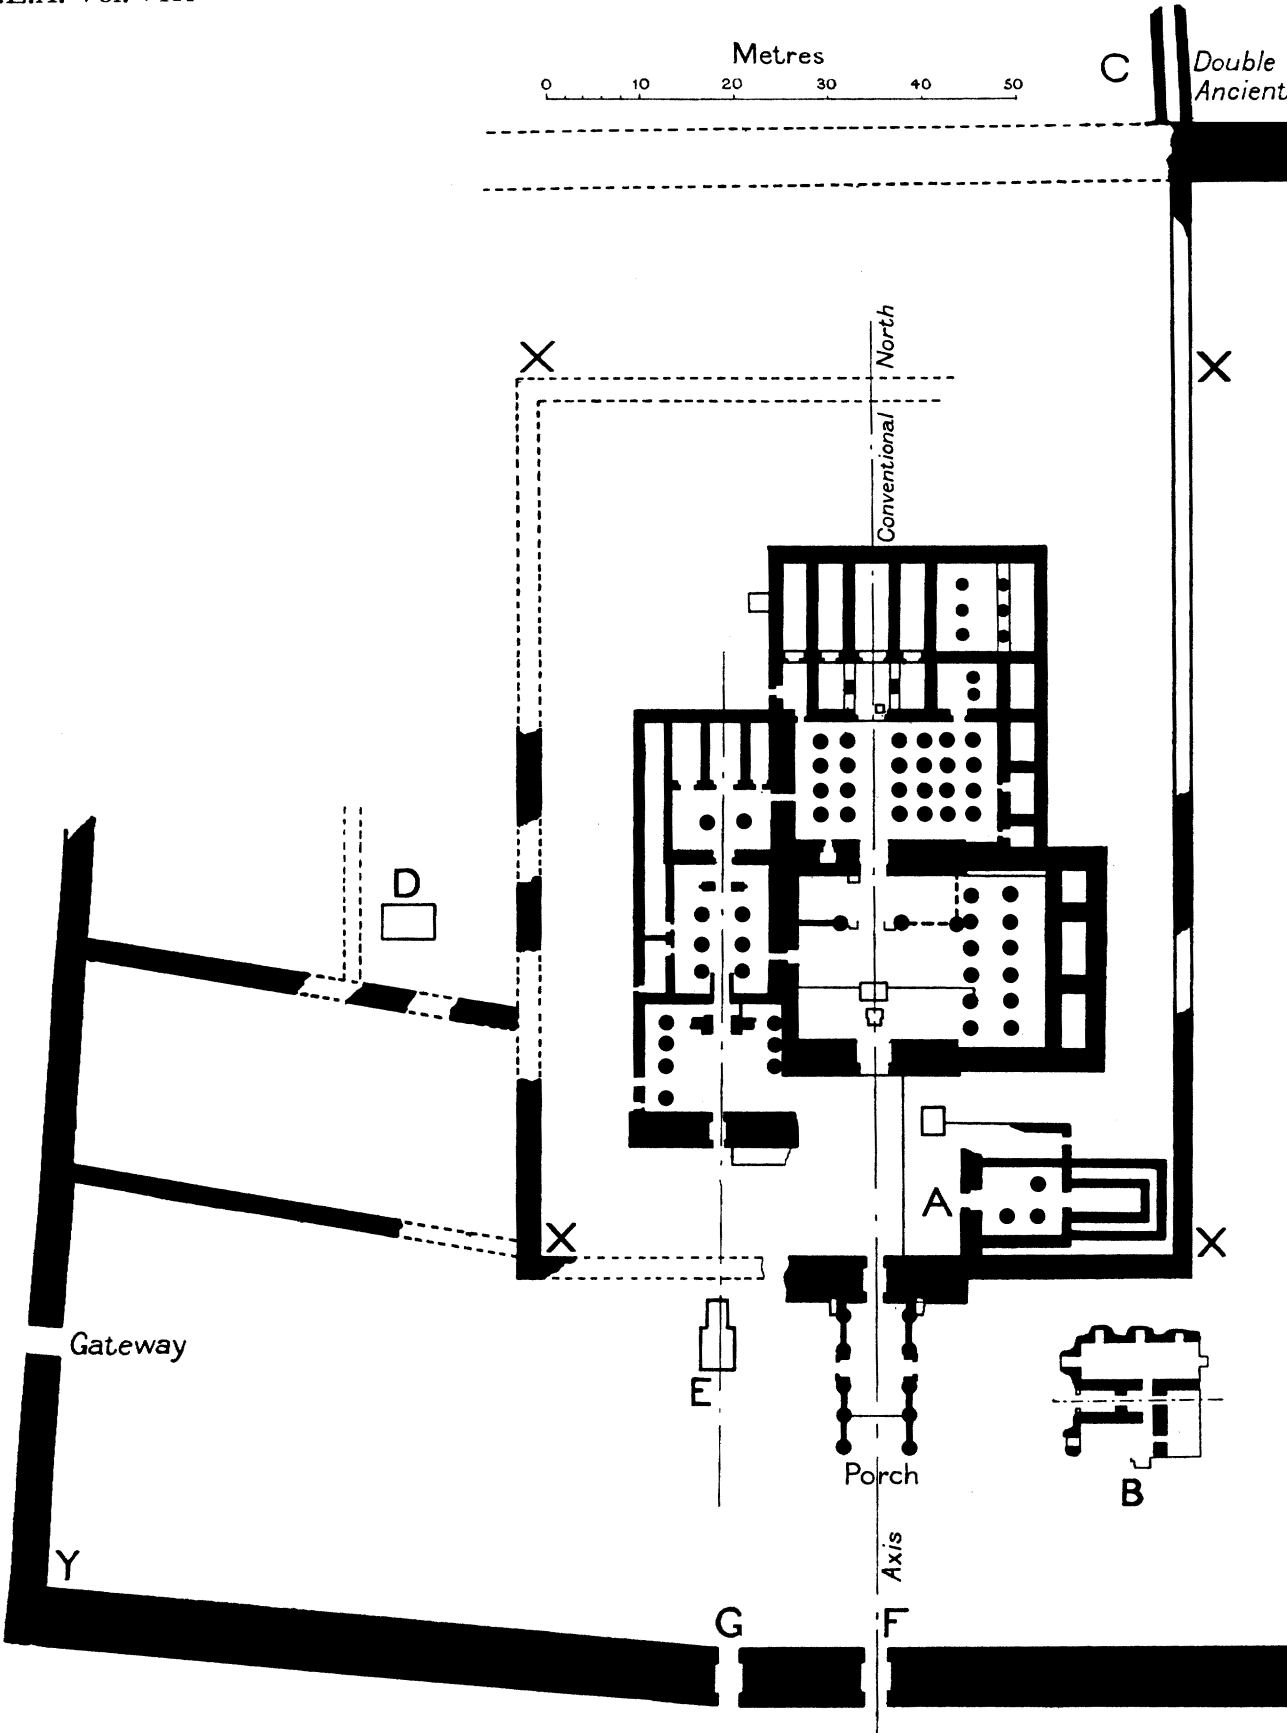 Metres
0 10 20 30 40 50
C
Double
Ancient
X
X
Conventional North
D
A
X
X
Gateway
E
Porch
B
Axis
Y
G
F